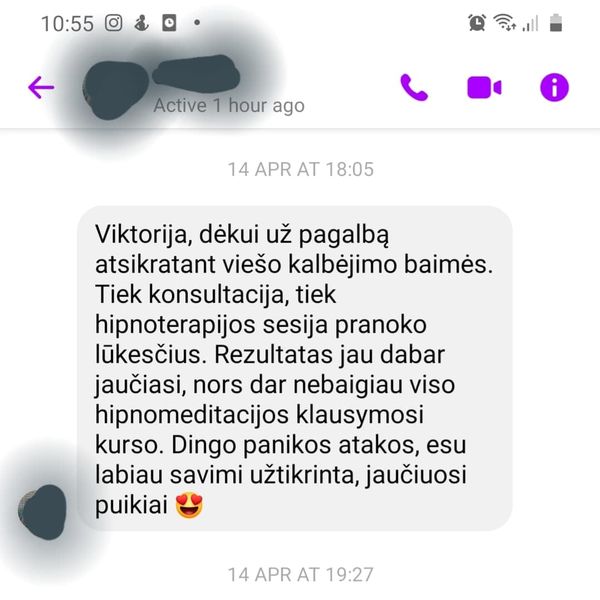 10:55
Active 1 hour ago
14 APR AT 18:05
Viktorija, dėkui už pagalbą
atsikratant viešo kalbėjimo baimės.
Tiek konsultacija, tiek
hipnoterapijos sesija pranoko
lūkesčius. Rezultatas jau dabar
jaučiasi, nors dar nebaigiau viso
hipnomeditacijos klausymosi
kurso. Dingo panikos atakos, esu
labiau savimi užtikrinta, jaučiuosi
puikiai 😍
14 APR AT 19:27